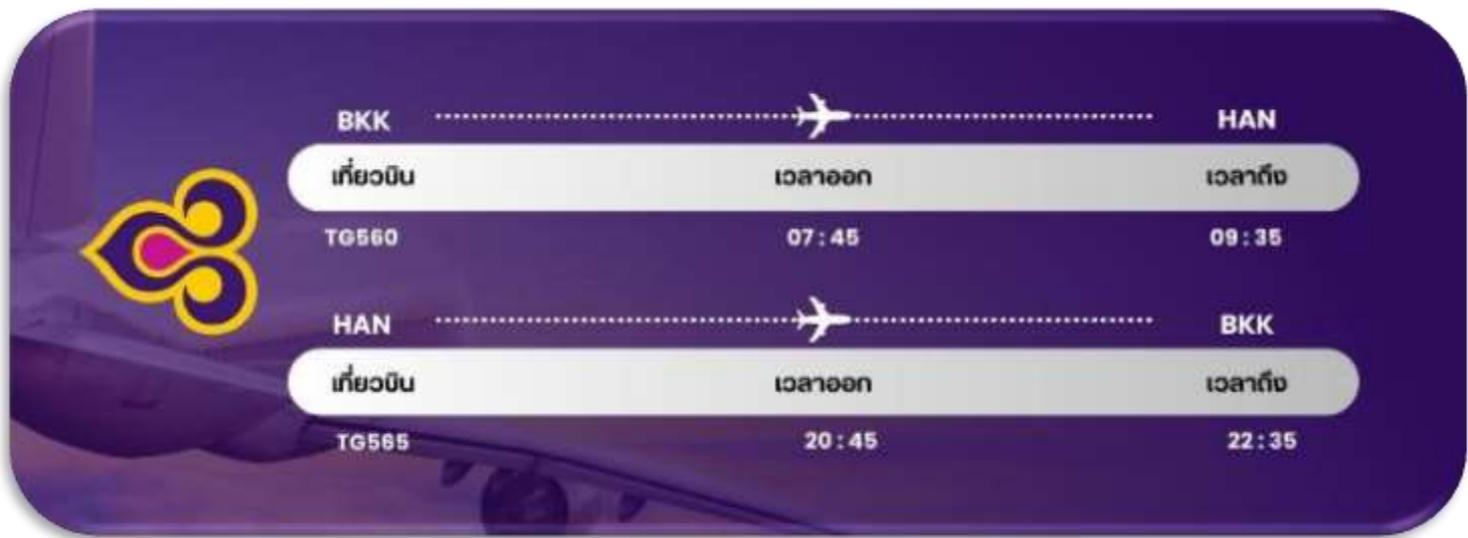 BKK HAN
เที่ยวบิน เวลาออก เวลาถึง
TG560 07:45 09:35
HAN BKK
เที่ยวบิน เวลาออก เวลาถึง
TG565 20:45 22:35